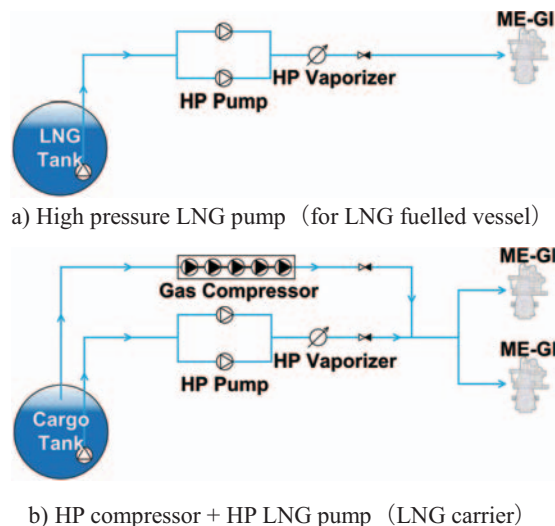 ME-GI
HP Vaporizer
HP Pump
LNG
Tank
a) High pressure LNG pump (for LNG fuelled vessel)
ME-GI
Gas Compressor
ME-GI
HP Vaporizer
HP Pump
Cargo
Tank
b) HP compressor + HP LNG pump (LNG carrier)